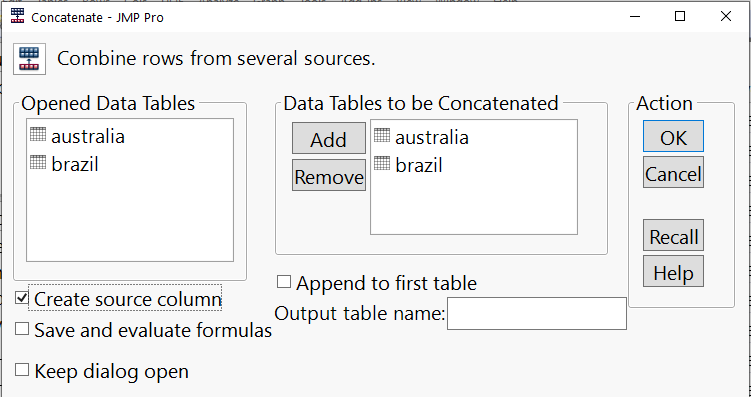 Concatenate - JMP Pro
Combine rows from several sources.
Opened Data Tables
australia
brazil
Create source column
Save and evaluate formulas
Keep dialog open
Data Tables to be Concatenated
Add
Remove
australia
brazil
Append to first table
Output table name:
Action
OK
Cancel
Recall
Help